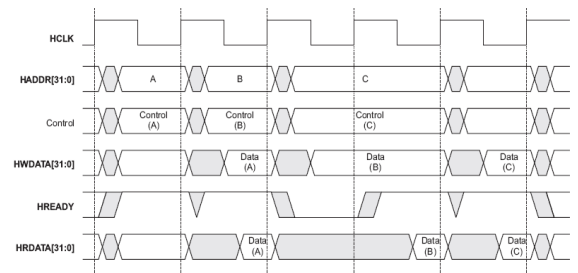 HCLK
HADDR[31:0] A B C
Control Control Control Control
(A) (B) (C)
HWDATA[31:0] Data Data Data
(A) (B) (C)
HREADY
HRDATA[31:0] Data Data Data
(A) (B) (C)